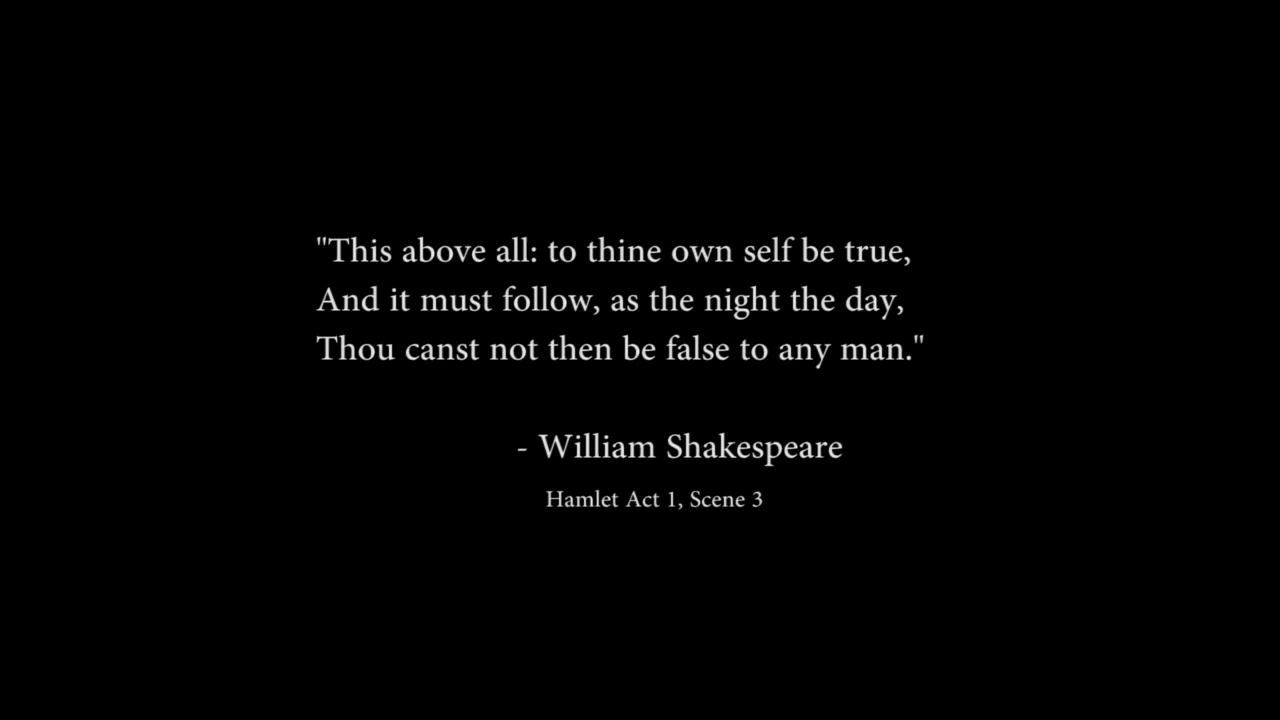 "This above all: to thine own self be true,
And it must follow, as the night the day,
Thou canst not then be false to any man."
- William Shakespeare
Hamlet Act 1, Scene 3